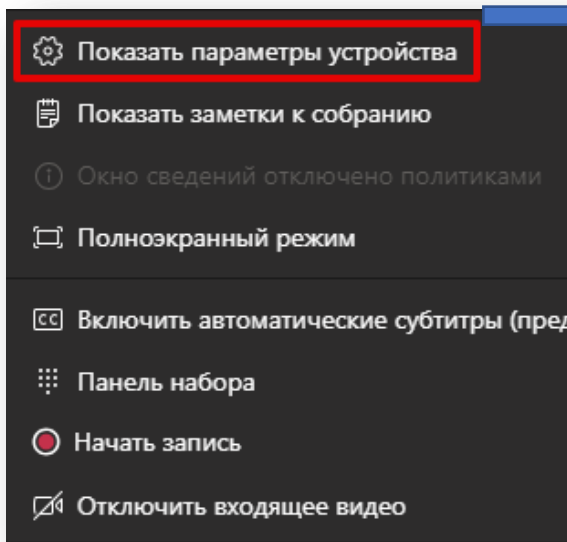 Показать параметры устройства
Показать заметки к собранию
Окно сведений отключено политиками
Полноэкранный режим
CC Включить автоматические субтитры (пред
Панель набора
Начать запись
Отключить входящее видео